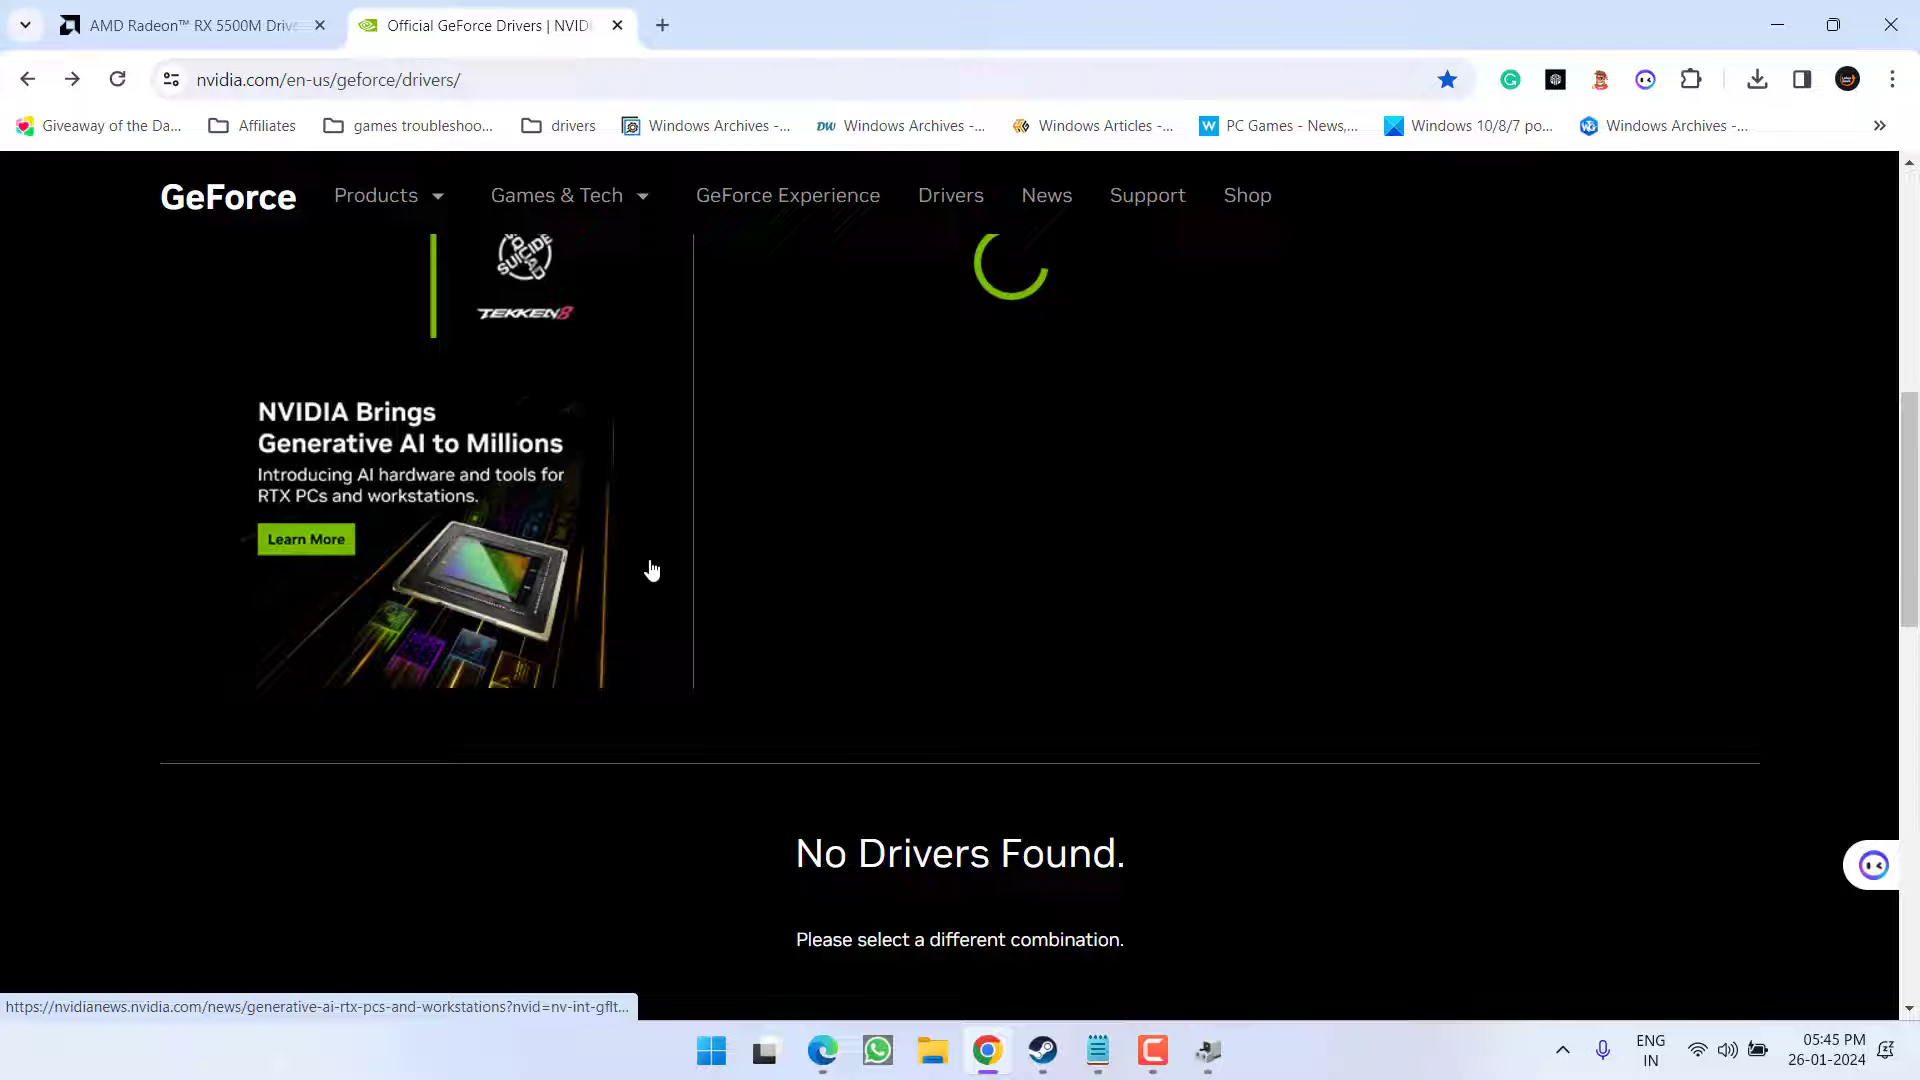 AMD Radeon™ RX 5500M Driv
Official GeForce Drivers | NVID
nvidia.com/en-us/geforce/drivers/
Giveaway of the Da...
Affiliates
games troubleshoo...
drivers
Windows Archives -...
DW
Windows Archives -...
Windows Articles -...
W
PC Games - News,...
Windows 10/8/7 po...
Windows Archives -...
GeForce
Products
Games & Tech
GeForce Experience
Drivers
News
Support
Shop
SUICIDE
TEKKEN 8
NVIDIA Brings
Generative AI to Millions
Introducing AI hardware and tools for
RTX PCs and workstations.
Learn More
No Drivers Found.
Please select a different combination.
https://nvidianews.nvidia.com/news/generative-ai-rtx-pcs-and-workstations?nvid=nv-int-gflt...
ENG
IN
05:45 PM
26-01-2024